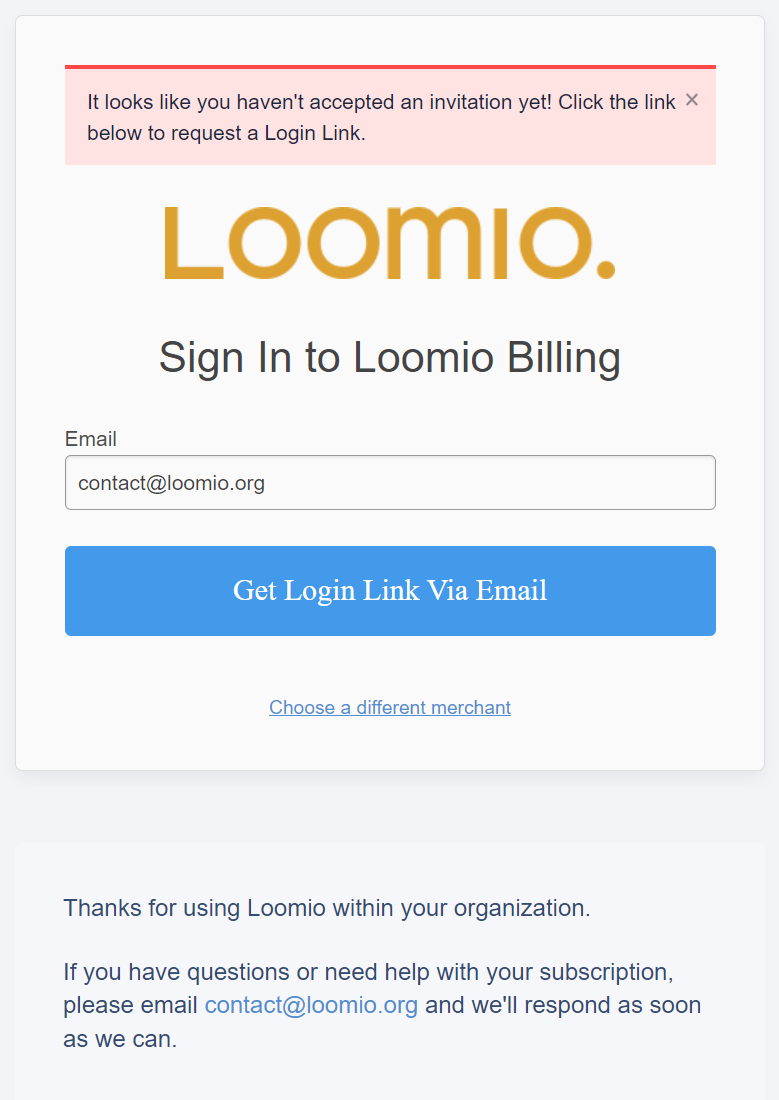 It looks like you haven't accepted an invitation yet! Click the link ×
below to request a Login Link.
LOOMIO.
Sign In to Loomio Billing
Email
contact@loomio.org
Get Login Link Via Email
Choose a different merchant
Thanks for using Loomio within your organization.
If you have questions or need help with your subscription,
please email contact@loomio.org and we'll respond as soon
as we can.